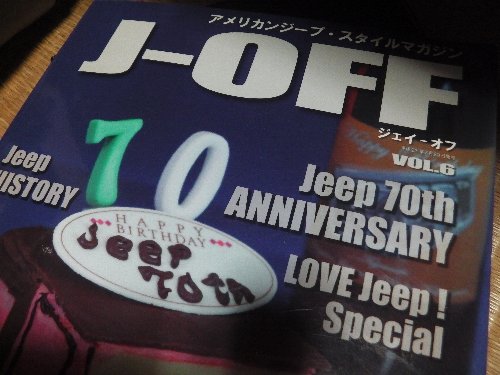 アメリカンジープ・スタイルマガジン
J-OFF
ジェイ-オフ
VOL.6
70
Jeep
HISTORY
Jeep 70th
ANNIVERSARY
HAPPY
BIRTHDAY
JEEP
70th
LOVE Jeep !
Special